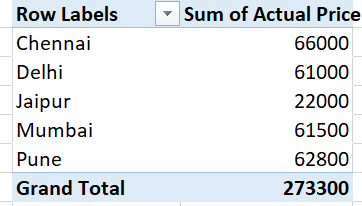 Row Labels Sum of Actual Price
Chennai 66000
Delhi 61000
Jaipur 22000
Mumbai 61500
Pune 62800
Grand Total 273300